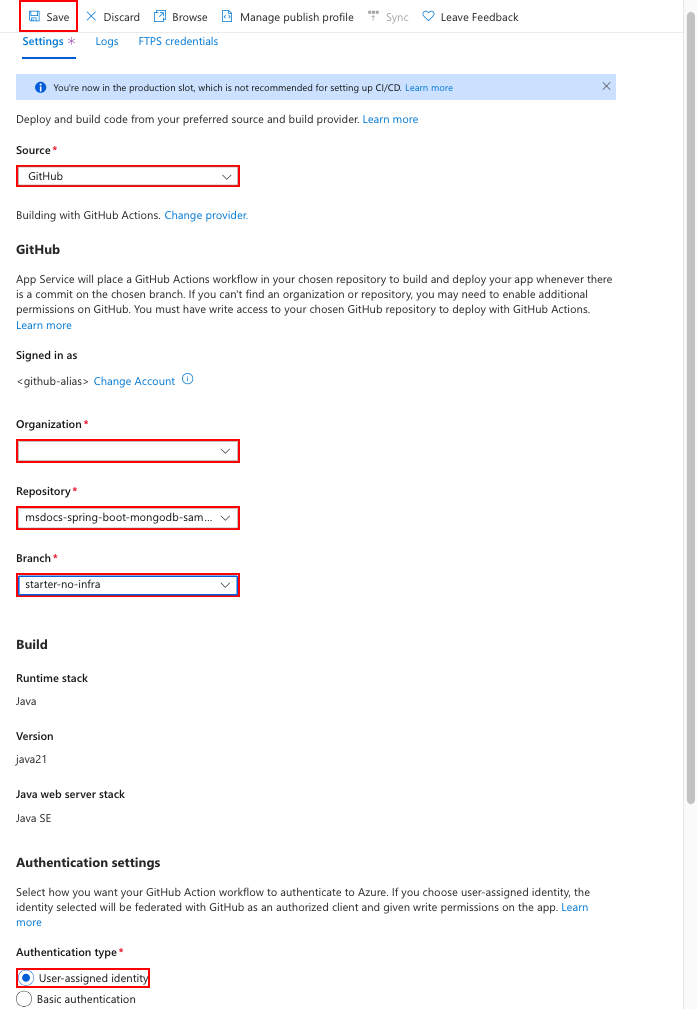 Save Discard Browse Manage publish profile Sync Leave Feedback
Settings * Logs FTPS credentials
You're now in the production slot, which is not recommended for setting up CI/CD. Learn more
Deploy and build code from your preferred source and build provider. Learn more
Source*
GitHub
Building with GitHub Actions. Change provider.
GitHub
App Service will place a GitHub Actions workflow in your chosen repository to build and deploy your app whenever there
is a commit on the chosen branch. If you can't find an organization or repository, you may need to enable additional
permissions on GitHub. You must have write access to your chosen GitHub repository to deploy with GitHub Actions.
Learn more
Signed in as
<github-alias> Change Account
Organization*
Repository*
msdocs-spring-boot-mongodb-sam...
Branch*
starter-no-infra
Build
Runtime stack
Java
Version
java21
Java web server stack
Java SE
Authentication settings
Select how you want your GitHub Action workflow to authenticate to Azure. If you choose user-assigned identity, the
identity selected will be federated with GitHub as an authorized client and given write permissions on the app. Learn
more
Authentication type*
User-assigned identity
Basic authentication